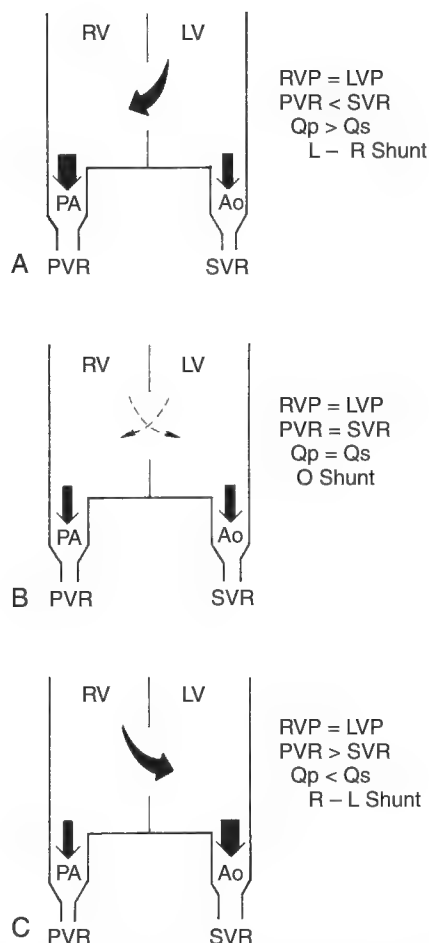 RV LV
RVP = LVP
PVR < SVR
Qp > Qs
L – R Shunt
PA Ao
A PVR SVR
RV LV
RVP = LVP
PVR = SVR
Qp = Qs
O Shunt
PA Ao
B PVR SVR
RV LV
RVP = LVP
PVR > SVR
Qp < Qs
R – L Shunt
PA Ao
C PVR SVR